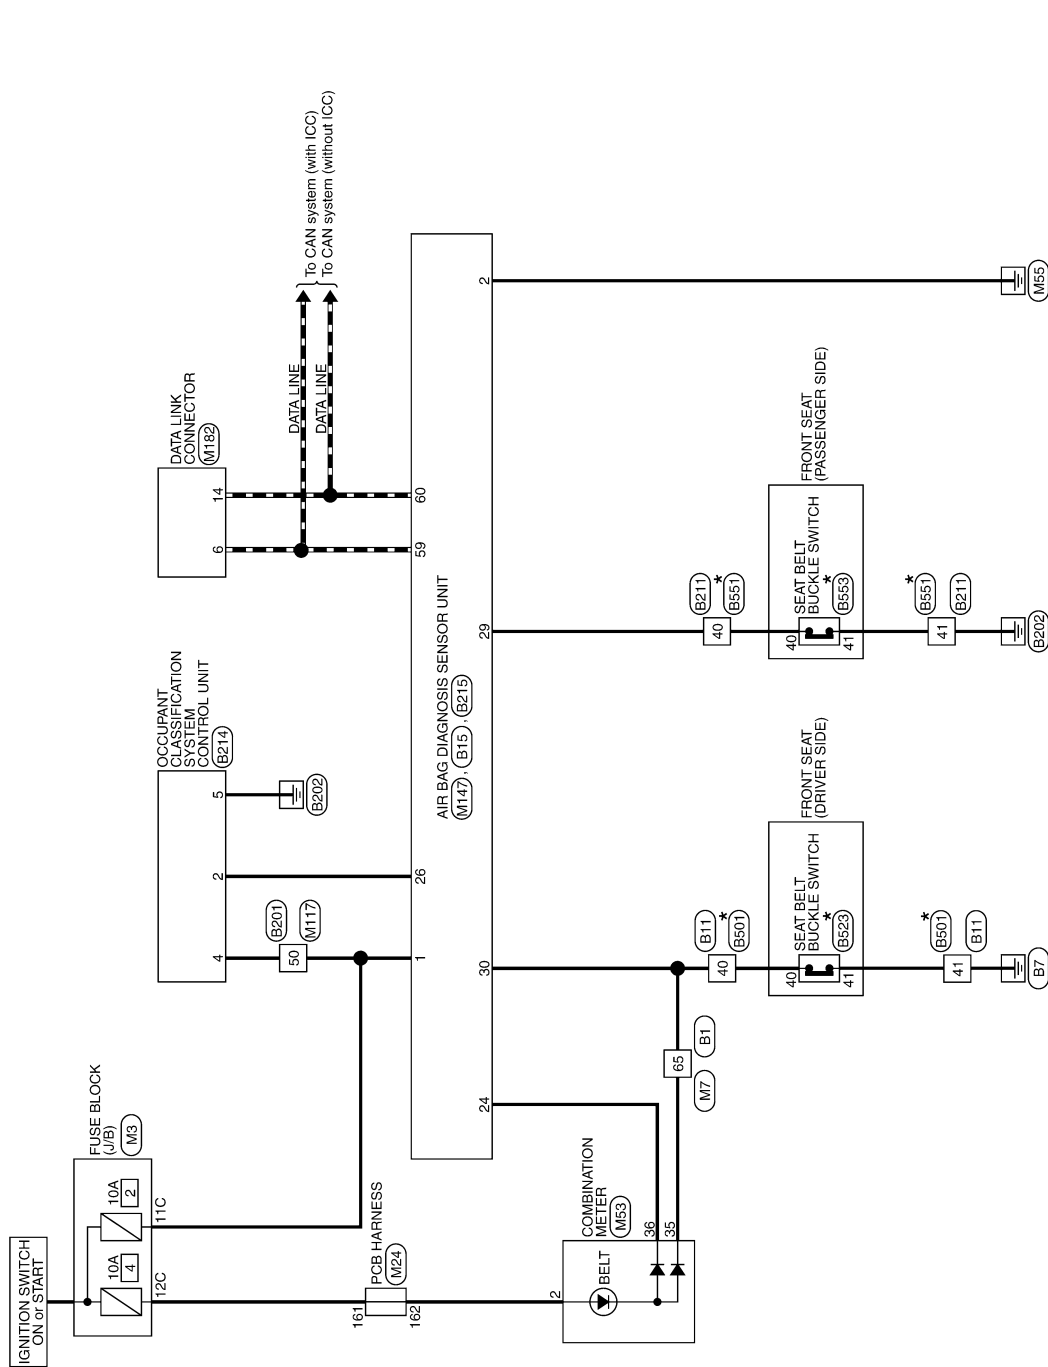 IGNITION SWITCH
ON or START
FUSE BLOCK
(J/B)
M3
10A
4
10A
2
12C
11C
161
162
PCB HARNESS
M24
2
COMBINATION
METER
M53
BELT
36
35
OCCUPANT
CLASSIFICATION
SYSTEM
CONTROL UNIT
B214
4
2
5
50
B201
M117
B202
DATA LINK
CONNECTOR
M182
6
14
DATA LINE
DATA LINE
To CAN system (with ICC)
To CAN system (without ICC)
1
26
59
60
AIR BAG DIAGNOSIS SENSOR UNIT
M147 , B15 , B215
24
30
29
2
65
M7
B1
40
B11
*
B501
FRONT SEAT
(DRIVER SIDE)
SEAT BELT
BUCKLE SWITCH
*
B523
40
41
41
*
B501
B11
B7
40
B211
*
B551
FRONT SEAT
(PASSENGER SIDE)
SEAT BELT
BUCKLE SWITCH
*
B553
40
41
41
*
B551
B211
B202
M55